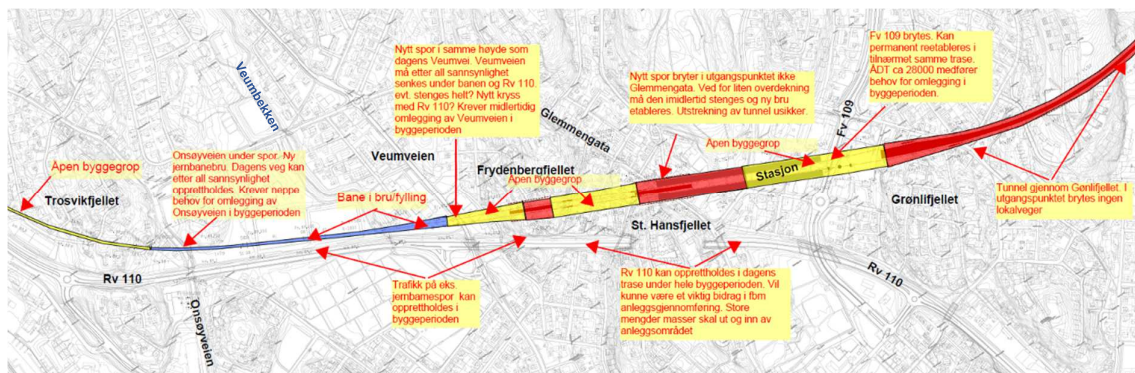 Åpen byggegrop
Trosvikfjellet
Veumbekken
Onsøyveien under spor. Ny
jernbanebru. Dagens veg kan
etter all sannsynlighet
opprettholdes. Krever neppe
behov for omlegging av
Onsøyveien i byggeperioden
Rv 110
Onsøyveien
Bane i bru/fylling
Veumveien
Nytt spor i samme høyde som
dagens Veumvei. Veumveien
må etter all sannsynlighet
senkes under banen og Rv 110.
evt. stenges helt? Nytt kryss
med Rv 110? Krever midlertidig
omlegging av Veumveien i
byggeperioden
Trafikk på eks.
jernbanespor kan
opprettholdes i
byggeperioden
Frydenbergfjellet
Åpen byggegrop
Glemmengata
Nytt spor bryter i utgangspunktet ikke
Glemmengata. Ved for liten overdekning
må den imidlertid stenges og ny bru
etableres. Utstrekning av tunnel usikker.
Åpen byggegrop
St. Hansfjellet
Rv 110 kan opprettholdes i dagens
trase under hele byggeperioden. Vil
kunne være et viktig bidrag i fbm
anleggsgjennomføring. Store
mengder masser skal ut og inn av
anleggsområdet
Stasjon
Fv 109
Fv 109 brytes. Kan
permanent reetableres i
tilnærmet samme trase.
ÅDT ca 28000 medfører
behov for omlegging i
byggeperioden.
Grønlifjellet
Rv 110
Tunnel gjennom Gønlifjellet. I
utgangspunktet brytes ingen
lokalveger